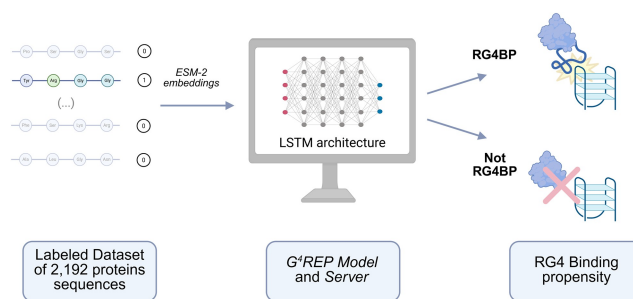 Phe Ser Gly Ser 0
Tyr Arg Gly Gly 1
(...)
Phe Ser Lys Arg 0
Ala Leu Gly Asn 0
ESM-2
embeddings
LSTM architecture
RG4BP
Not
RG4BP
Labeled Dataset
of 2,192 proteins
sequences
G⁴REP Model
and Server
RG4 Binding
propensity